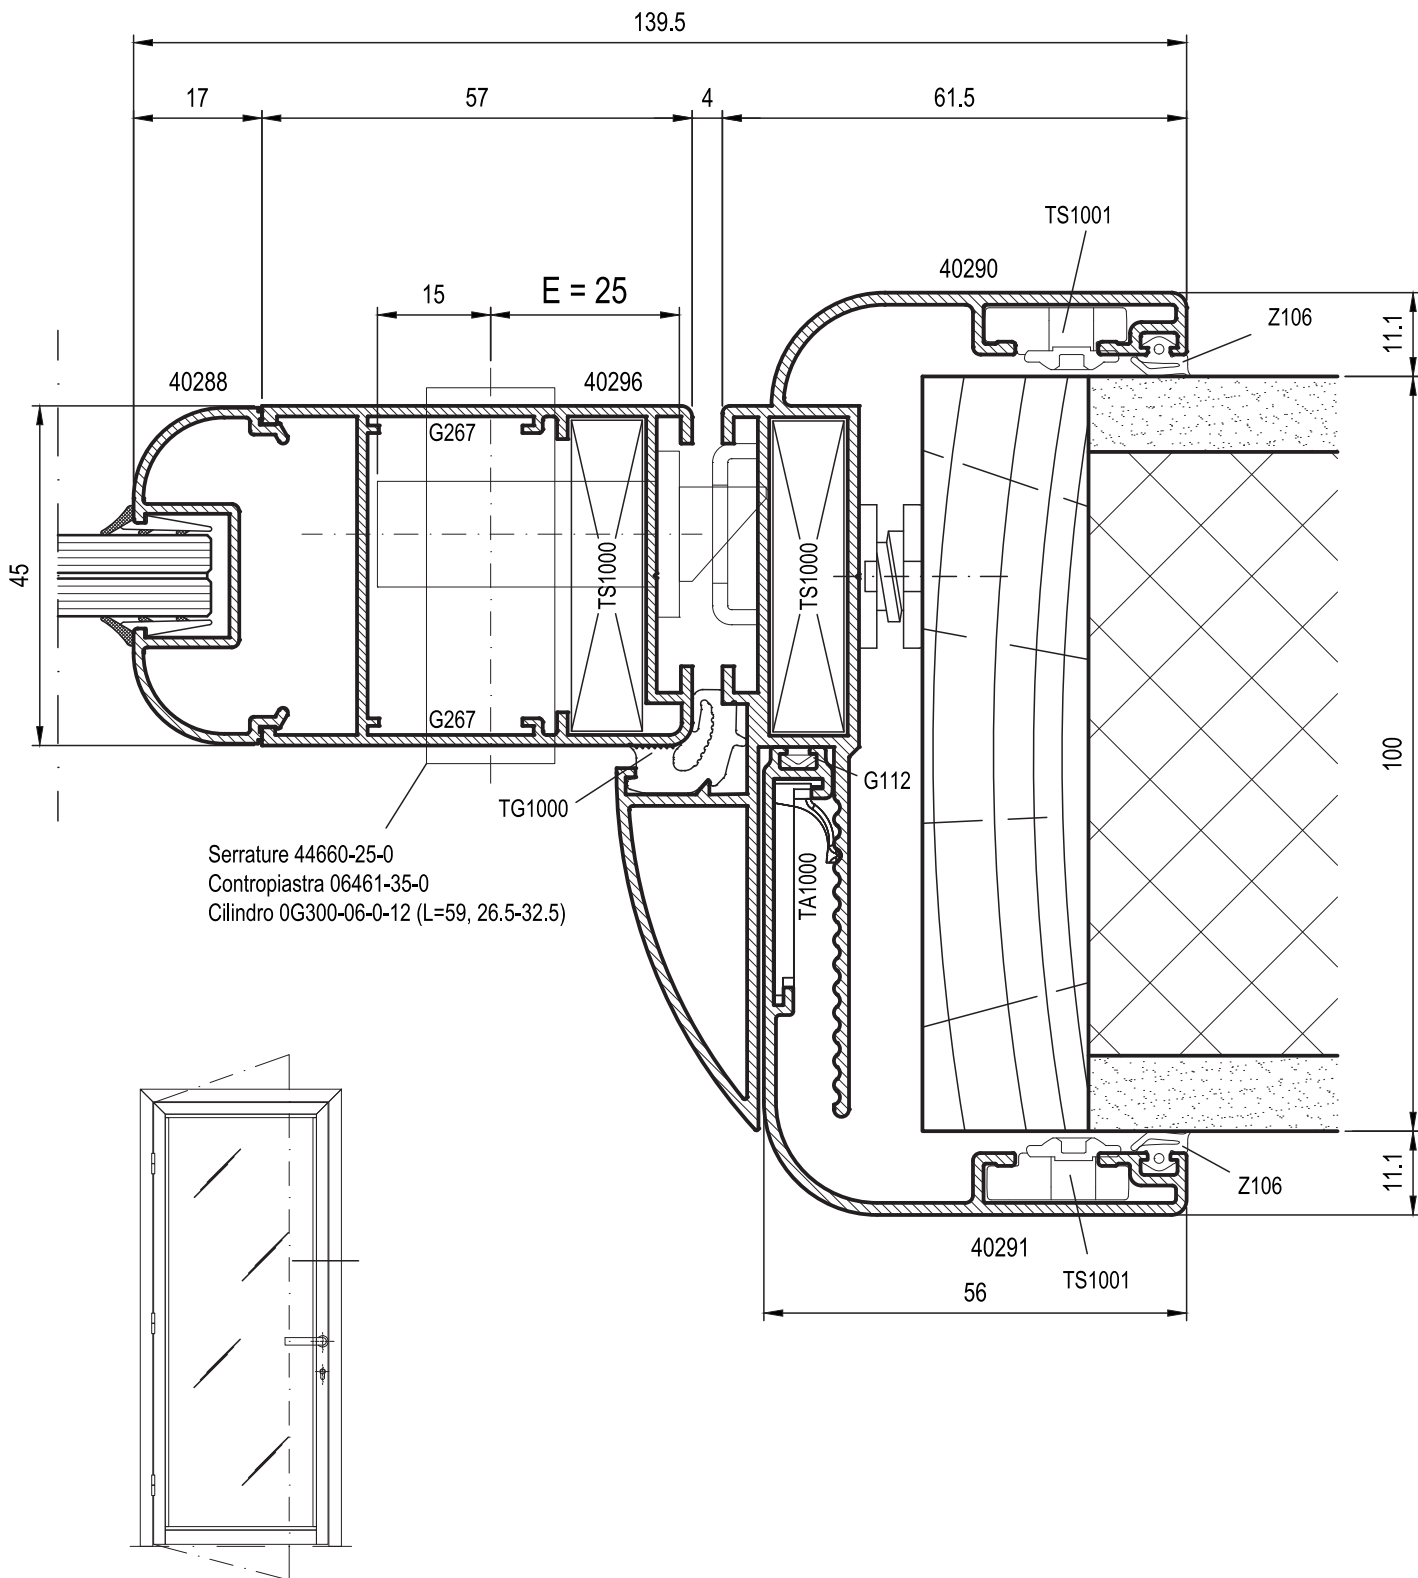 139.5
17
57
4
61.5
TS1001
40290
15
E = 25
Z106
11.1
40288
40296
G267
TS1000
TS1000
45
100
G267
G112
TG1000
TA1000
Serrature 44660-25-0
Contropiastra 06461-35-0
Cilindro 0G300-06-0-12 (L=59, 26.5-32.5)
11.1
Z106
40291
TS1001
56